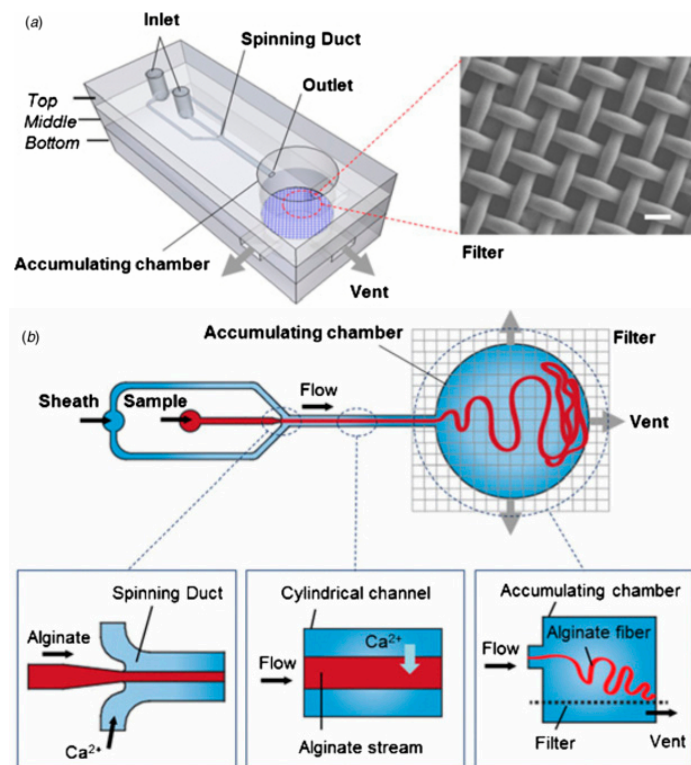 (a)
Inlet
Spinning Duct
Outlet
Top
Middle
Bottom
Accumulating chamber
Vent
Filter
(b)
Accumulating chamber
Filter
Flow
Sheath
Sample
Vent
Spinning Duct
Alginate
Ca²⁺
Cylindrical channel
Ca²⁺
Flow
Alginate stream
Accumulating chamber
Alginate fiber
Flow
Filter
Vent